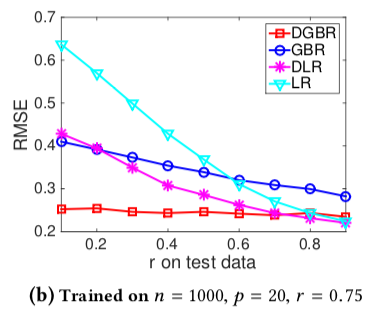 0.7
0.6
0.5
0.4
0.3
0.2
RMSE
DGBR
GBR
DLR
LR
0.2 0.4 0.6 0.8
r on test data
(b) Trained on n = 1000, p = 20, r = 0.75